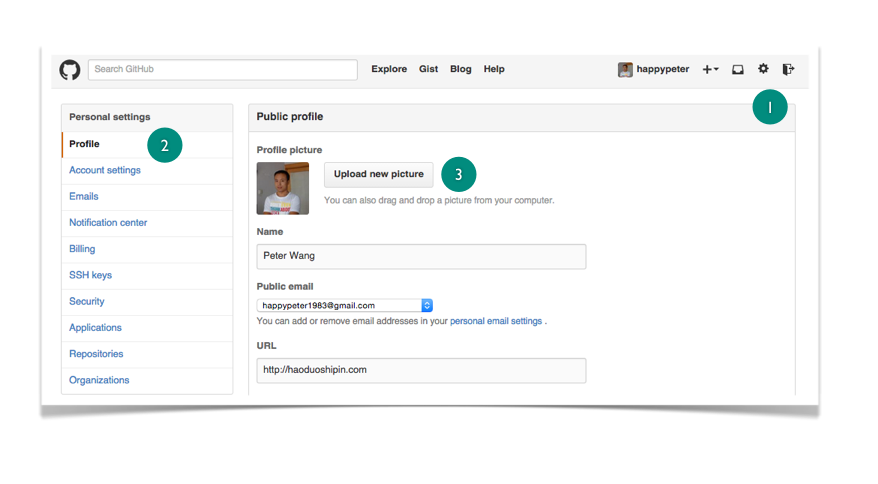 Search GitHub
Explore Gist Blog Help
happypeter
1
Personal settings
Profile
2
Account settings
Emails
Notification center
Billing
SSH keys
Security
Applications
Repositories
Organizations
Public profile
Profile picture
Upload new picture
3
You can also drag and drop a picture from your computer.
Name
Peter Wang
Public email
happypeter1983@gmail.com
You can add or remove email addresses in your personal email settings .
URL
http://haoduoshipin.com